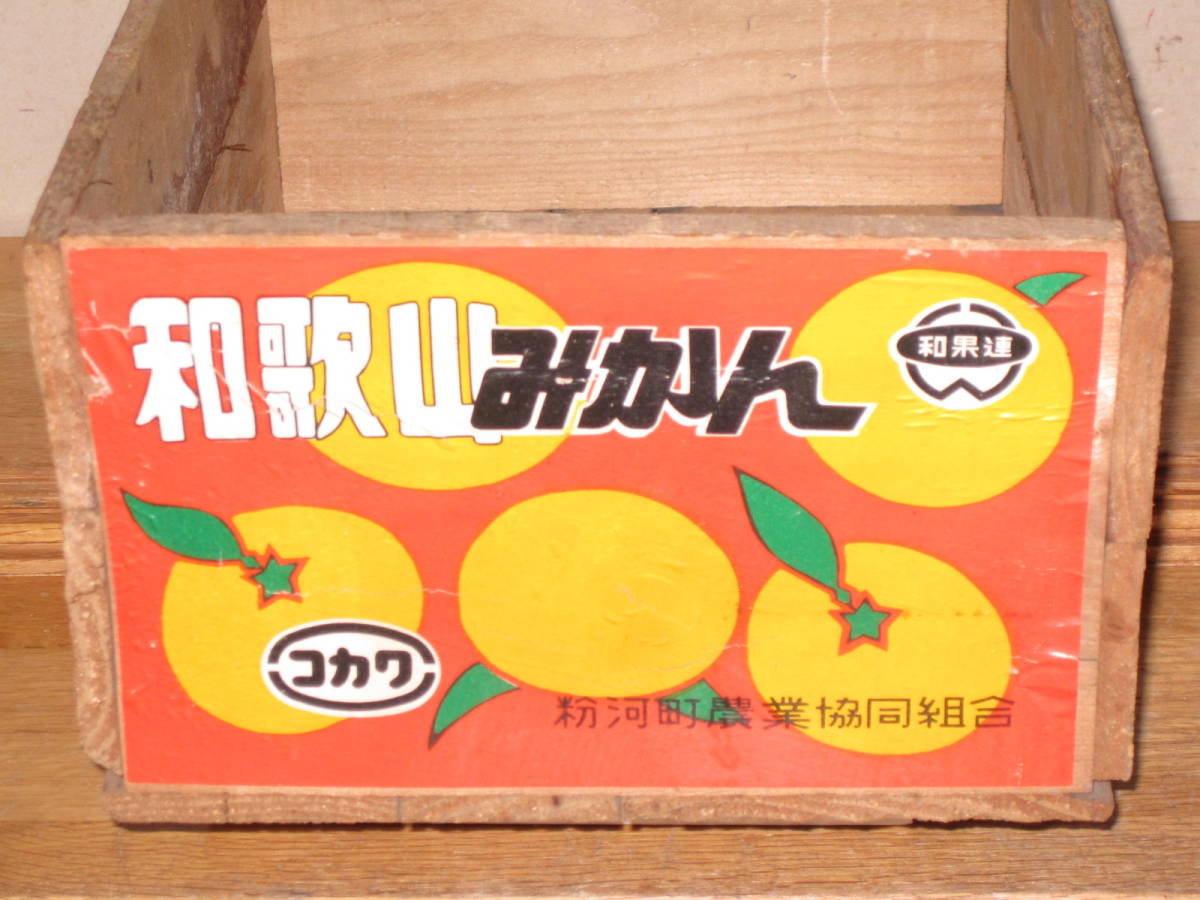 和歌山みかん
和果連
コカワ
粉河町農業協同組合